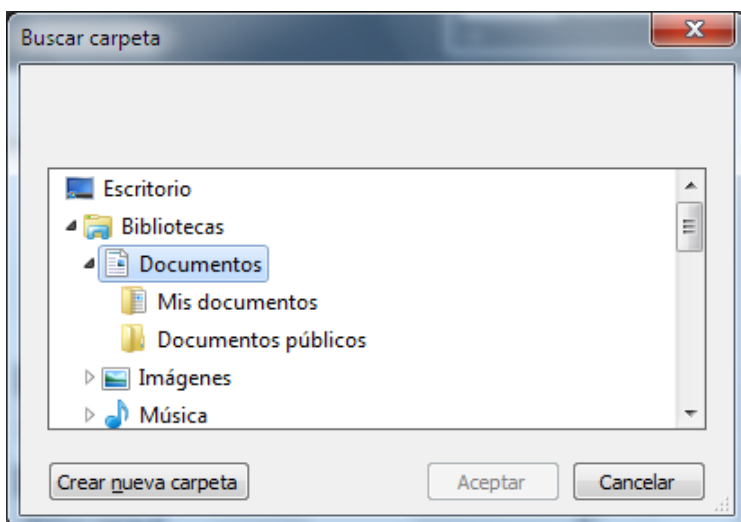 Buscar carpeta
Escritorio
Bibliotecas
Documentos
Mis documentos
Documentos públicos
Imágenes
Música
Crear nueva carpeta
Aceptar
Cancelar